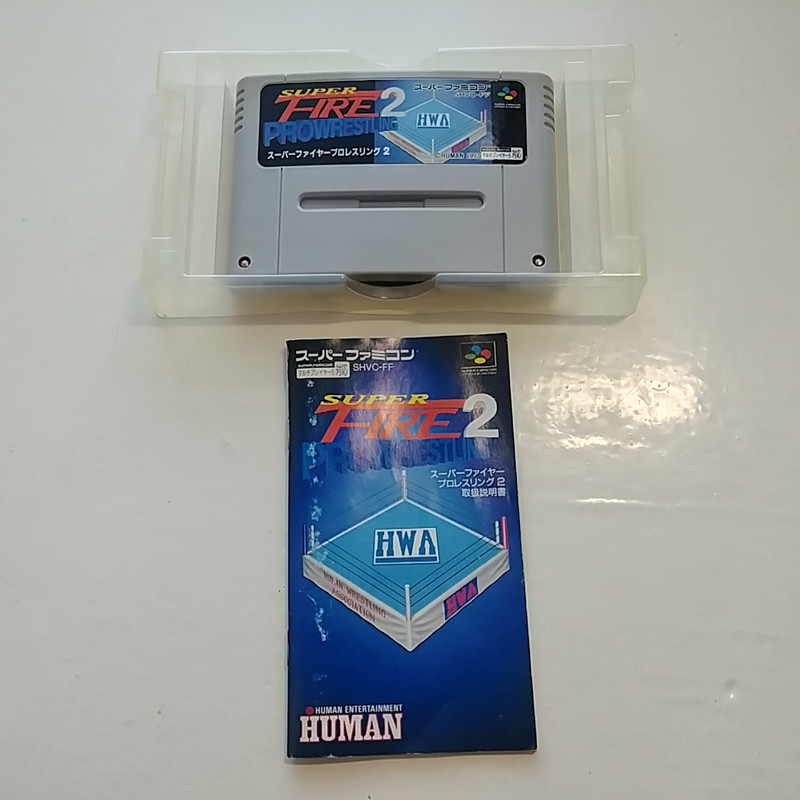 SUPER
FIRE 2
PROWRESTLING
スーパーファイヤープロレスリング 2
スーパーファミコン
SHVC-FF
HWA
©HUMAN
スーパーファミコン
SHVC-FF
SUPER
FIRE 2
PROWRESTLING
スーパーファイヤー
プロレスリング 2
取扱説明書
HWA
HUMAN WRESTLING
ASSOCIATION
HWA
HUMAN ENTERTAINMENT
HUMAN